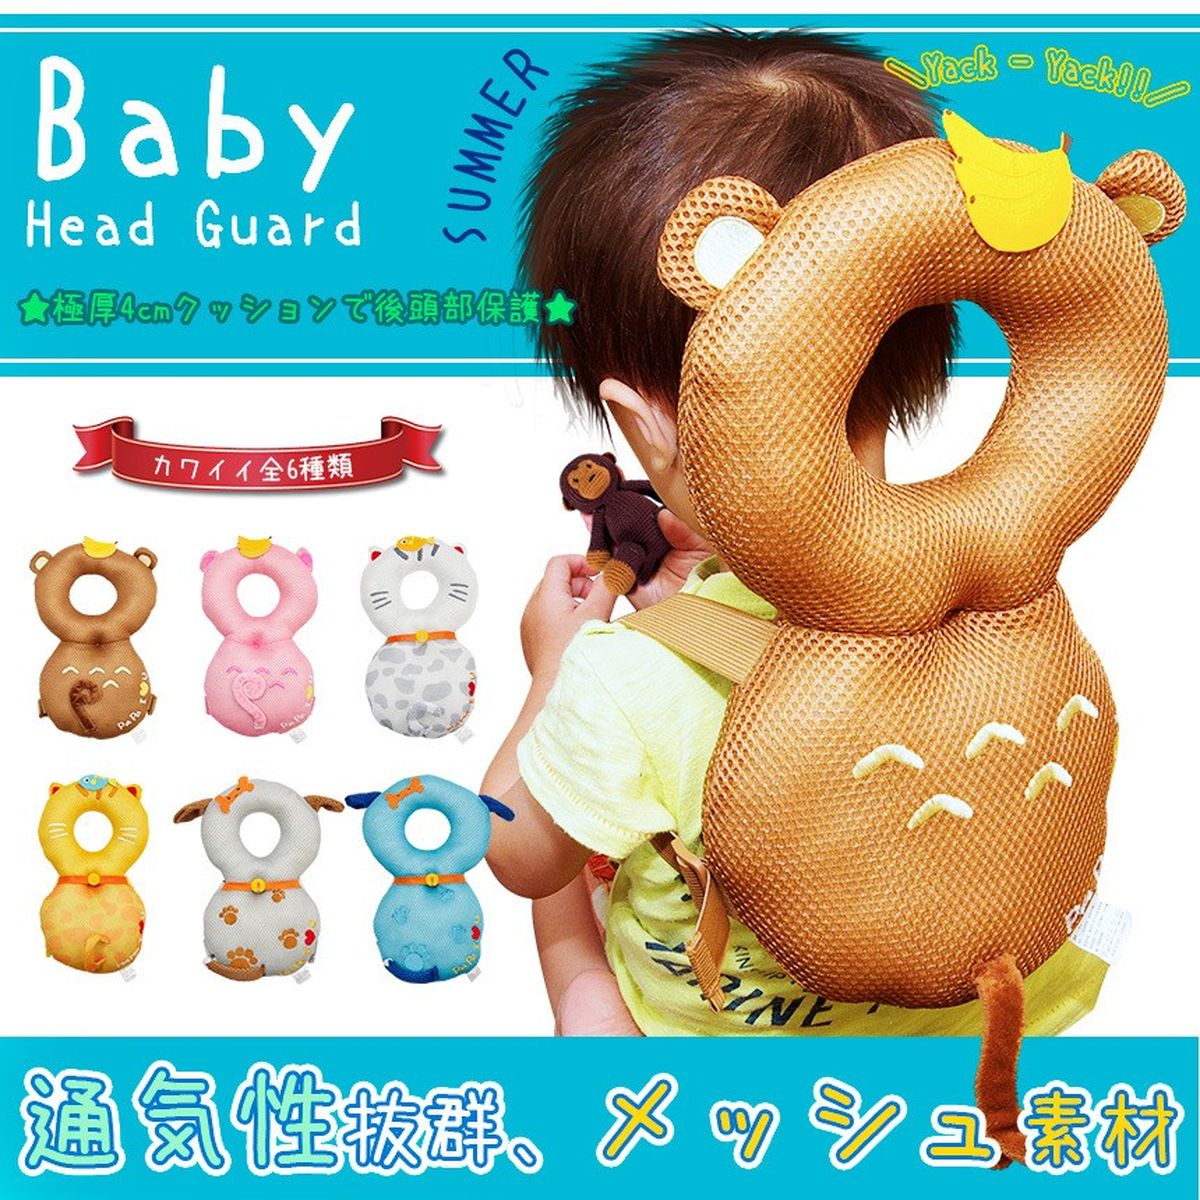 Baby
Head Guard
SUMMER
＼Yack - Yack!!／
★極厚4cmクッションで後頭部保護★
カワイイ全6種類
通気性抜群、メッシュ素材